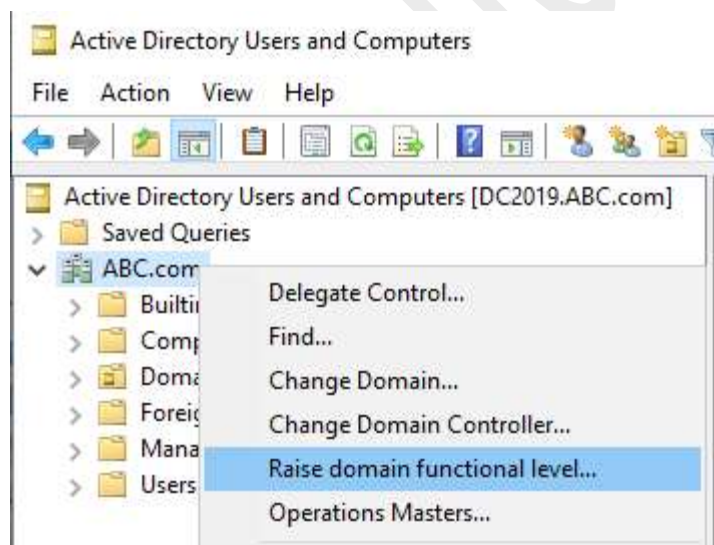 Active Directory Users and Computers
File Action View Help
Active Directory Users and Computers [DC2019.ABC.com]
Saved Queries
ABC.com
Delegate Control...
Find...
Change Domain...
Change Domain Controller...
Raise domain functional level...
Operations Masters...
Users